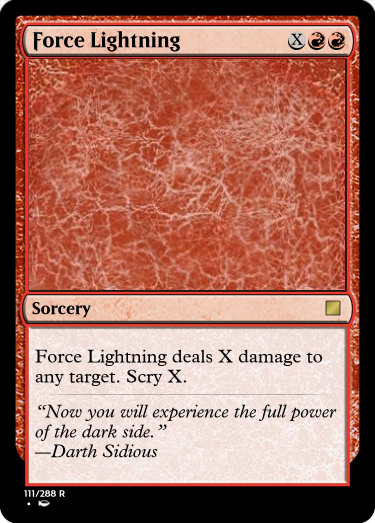 Force Lightning X
Sorcery
Force Lightning deals X damage to
any target. Scry X.
“Now you will experience the full power
of the dark side.”
—Darth Sidious
111/288 R